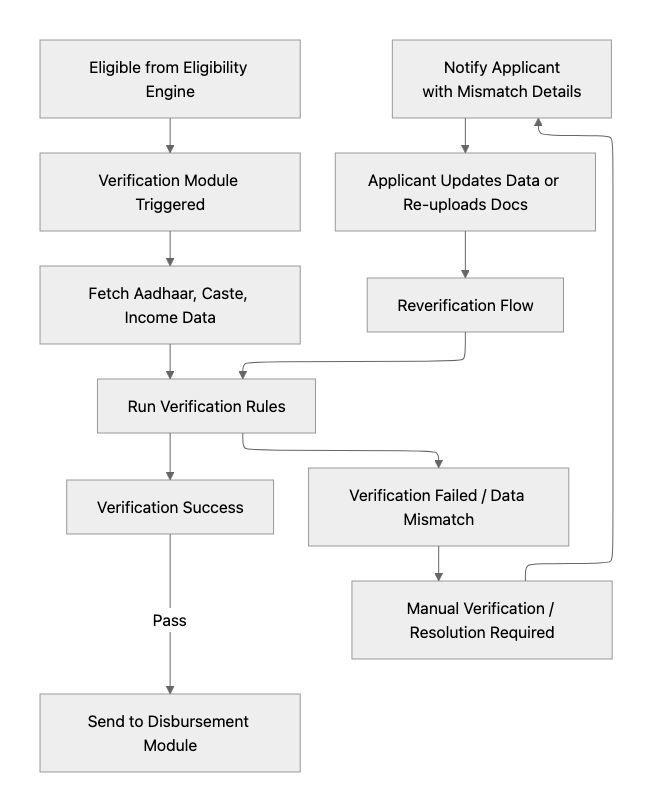 Eligible from Eligibility
Engine
Notify Applicant
with Mismatch Details
Verification Module
Triggered
Applicant Updates Data or
Re-uploads Docs
Fetch Aadhaar, Caste,
Income Data
Reverification Flow
Run Verification Rules
Verification Success
Verification Failed / Data
Mismatch
Manual Verification /
Resolution Required
Pass
Send to Disbursement
Module